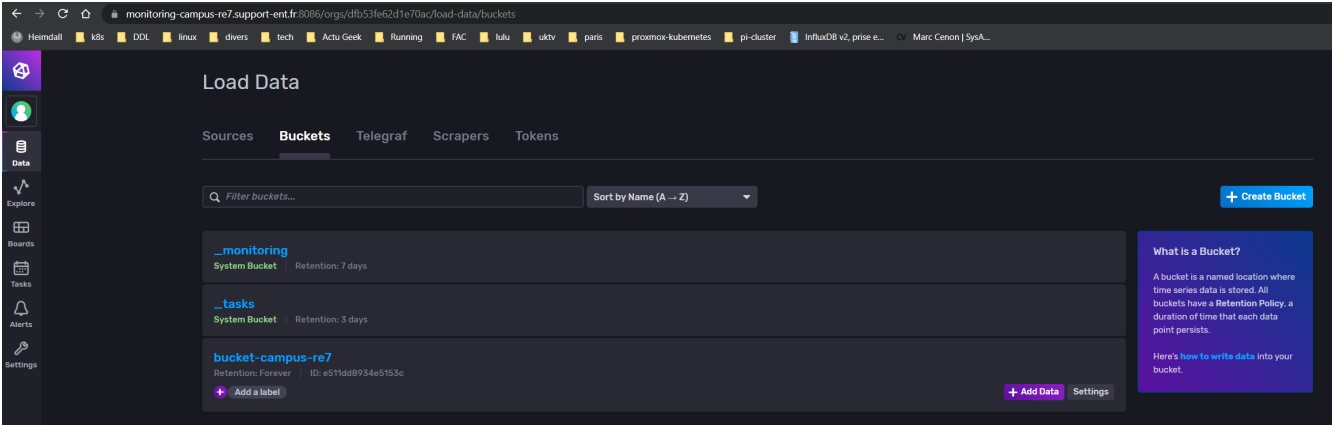 monitoring-campus-re7.support-ent.fr:8086/orgs/dfb53fe62d1e70ac/load-data/buckets
Heimdall k8s DDL linux divers tech Actu Geek Running FAC lulu uktv paris proxmox-kubernetes pi-cluster InfluxDB v2, prise e... CV Marc Cenon | SysA...
Load Data
Sources Buckets Telegraf Scrapers Tokens
Data
Explore
Boards
Tasks
Alerts
Settings
Filter buckets...
Sort by Name (A → Z)
+ Create Bucket
_monitoring
System Bucket Retention: 7 days
_tasks
System Bucket Retention: 3 days
bucket-campus-re7
Retention: Forever ID: e511dd8934e5153c
+ Add a label
+ Add Data Settings
What is a Bucket?
A bucket is a named location where
time series data is stored. All
buckets have a Retention Policy, a
duration of time that each data
point persists.
Here's how to write data into your
bucket.